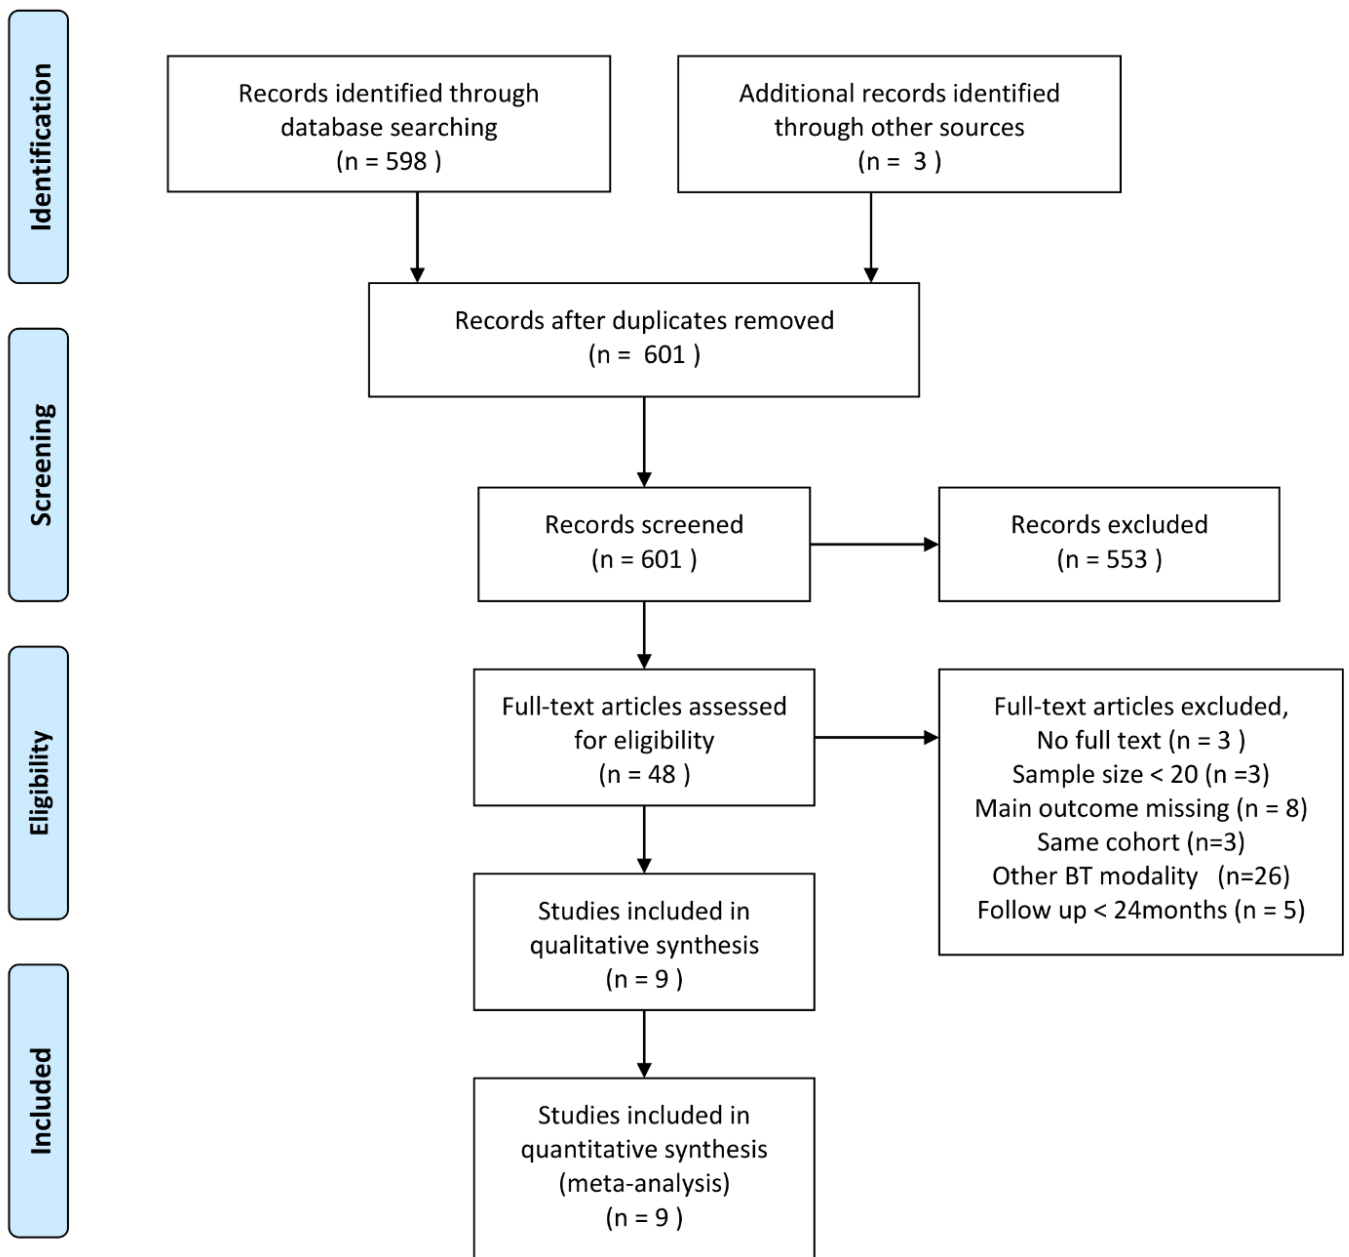 Identification
Records identified through
database searching
(n = 598 )
Additional records identified
through other sources
(n =  3 )
Records after duplicates removed
(n =  601 )
Screening
Records screened
(n = 601 )
Records excluded
(n = 553 )
Eligibility
Full-text articles assessed
for eligibility
(n = 48 )
Full-text articles excluded,
No full text (n = 3 )
Sample size < 20 (n =3)
Main outcome missing (n = 8)
Same cohort (n=3)
Other BT modality   (n=26)
Follow up < 24months (n = 5)
Studies included in
qualitative synthesis
(n = 9 )
Included
Studies included in
quantitative synthesis
(meta-analysis)
(n = 9 )